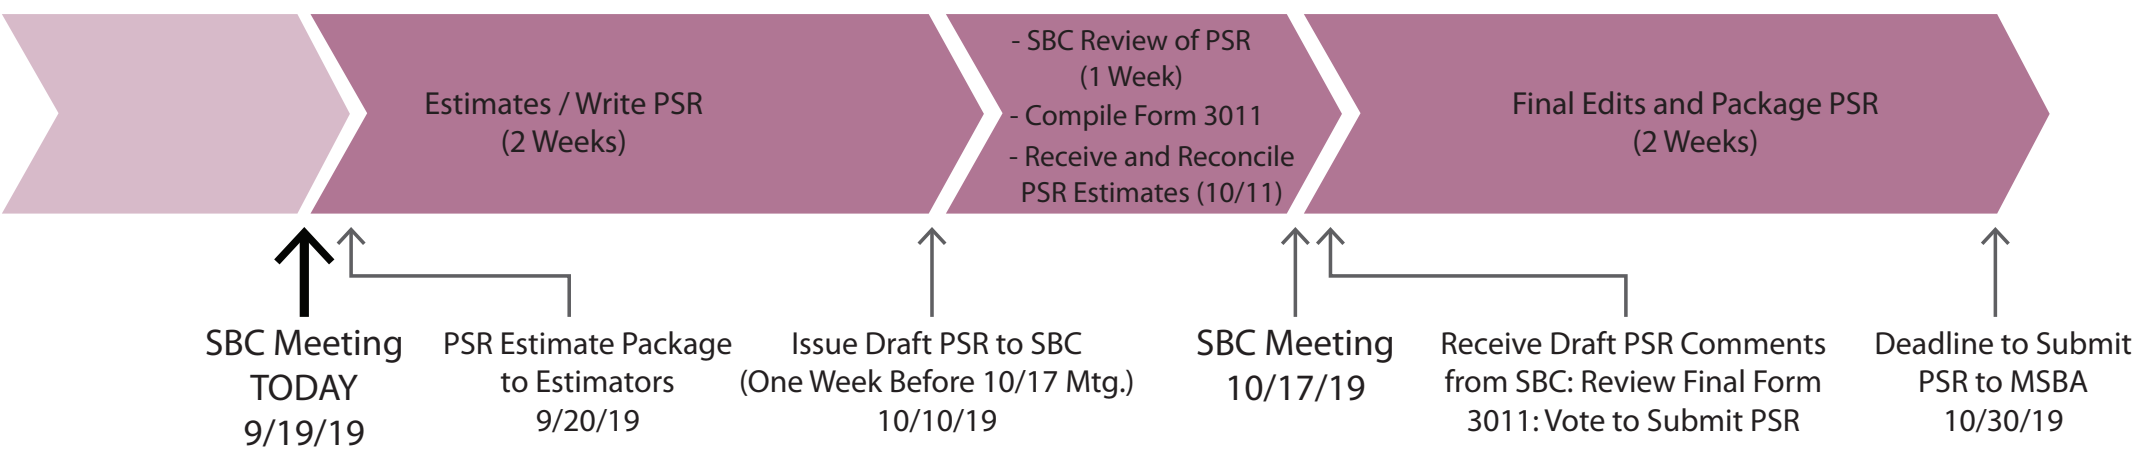 Estimates / Write PSR
(2 Weeks)
- SBC Review of PSR
(1 Week)
- Compile Form 3011
- Receive and Reconcile
PSR Estimates (10/11)
Final Edits and Package PSR
(2 Weeks)
SBC Meeting
TODAY
9/19/19
PSR Estimate Package
to Estimators
9/20/19
Issue Draft PSR to SBC
(One Week Before 10/17 Mtg.)
10/10/19
SBC Meeting
10/17/19
Receive Draft PSR Comments
from SBC: Review Final Form
3011: Vote to Submit PSR
Deadline to Submit
PSR to MSBA
10/30/19